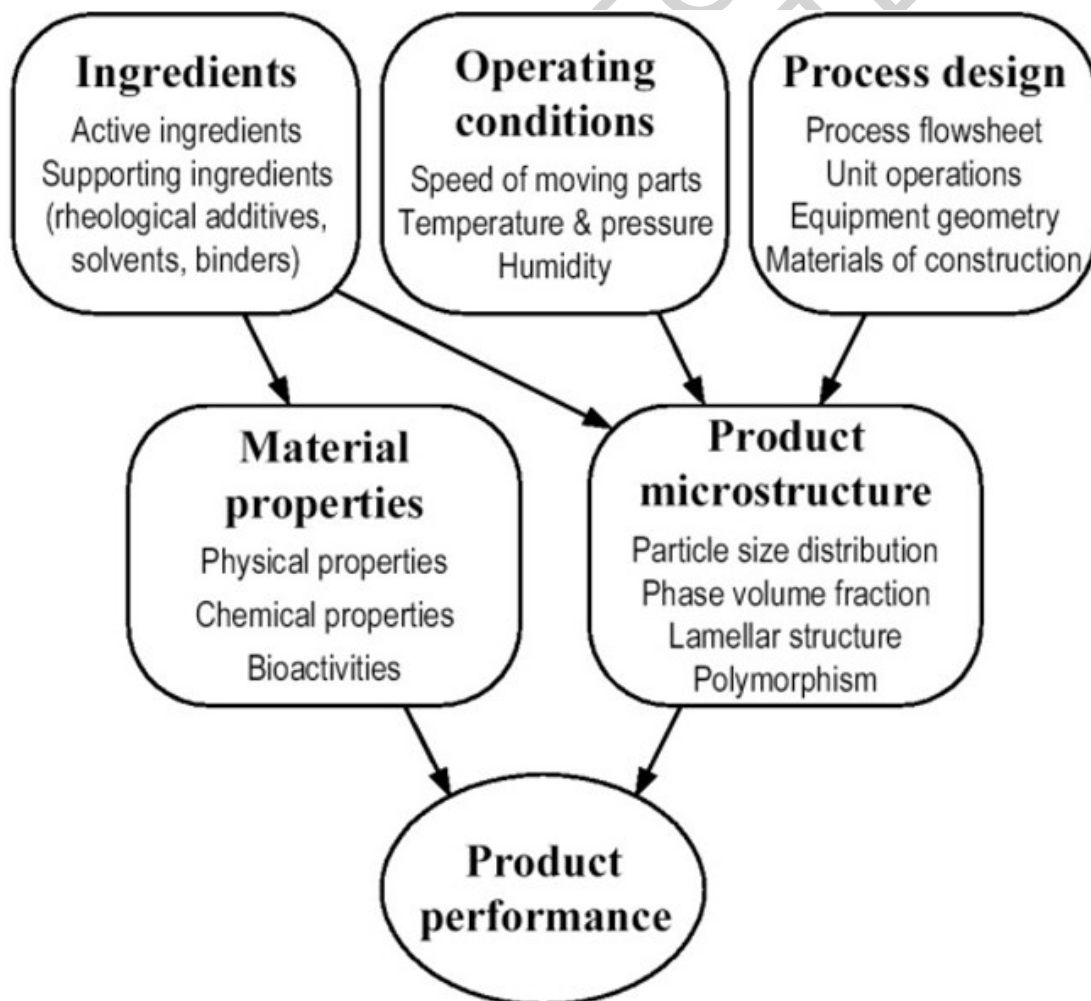 Ingredients
Active ingredients
Supporting ingredients
(rheological additives,
solvents, binders)
Operating
conditions
Speed of moving parts
Temperature & pressure
Humidity
Process design
Process flowsheet
Unit operations
Equipment geometry
Materials of construction
Material
properties
Physical properties
Chemical properties
Bioactivities
Product
microstructure
Particle size distribution
Phase volume fraction
Lamellar structure
Polymorphism
Product
performance